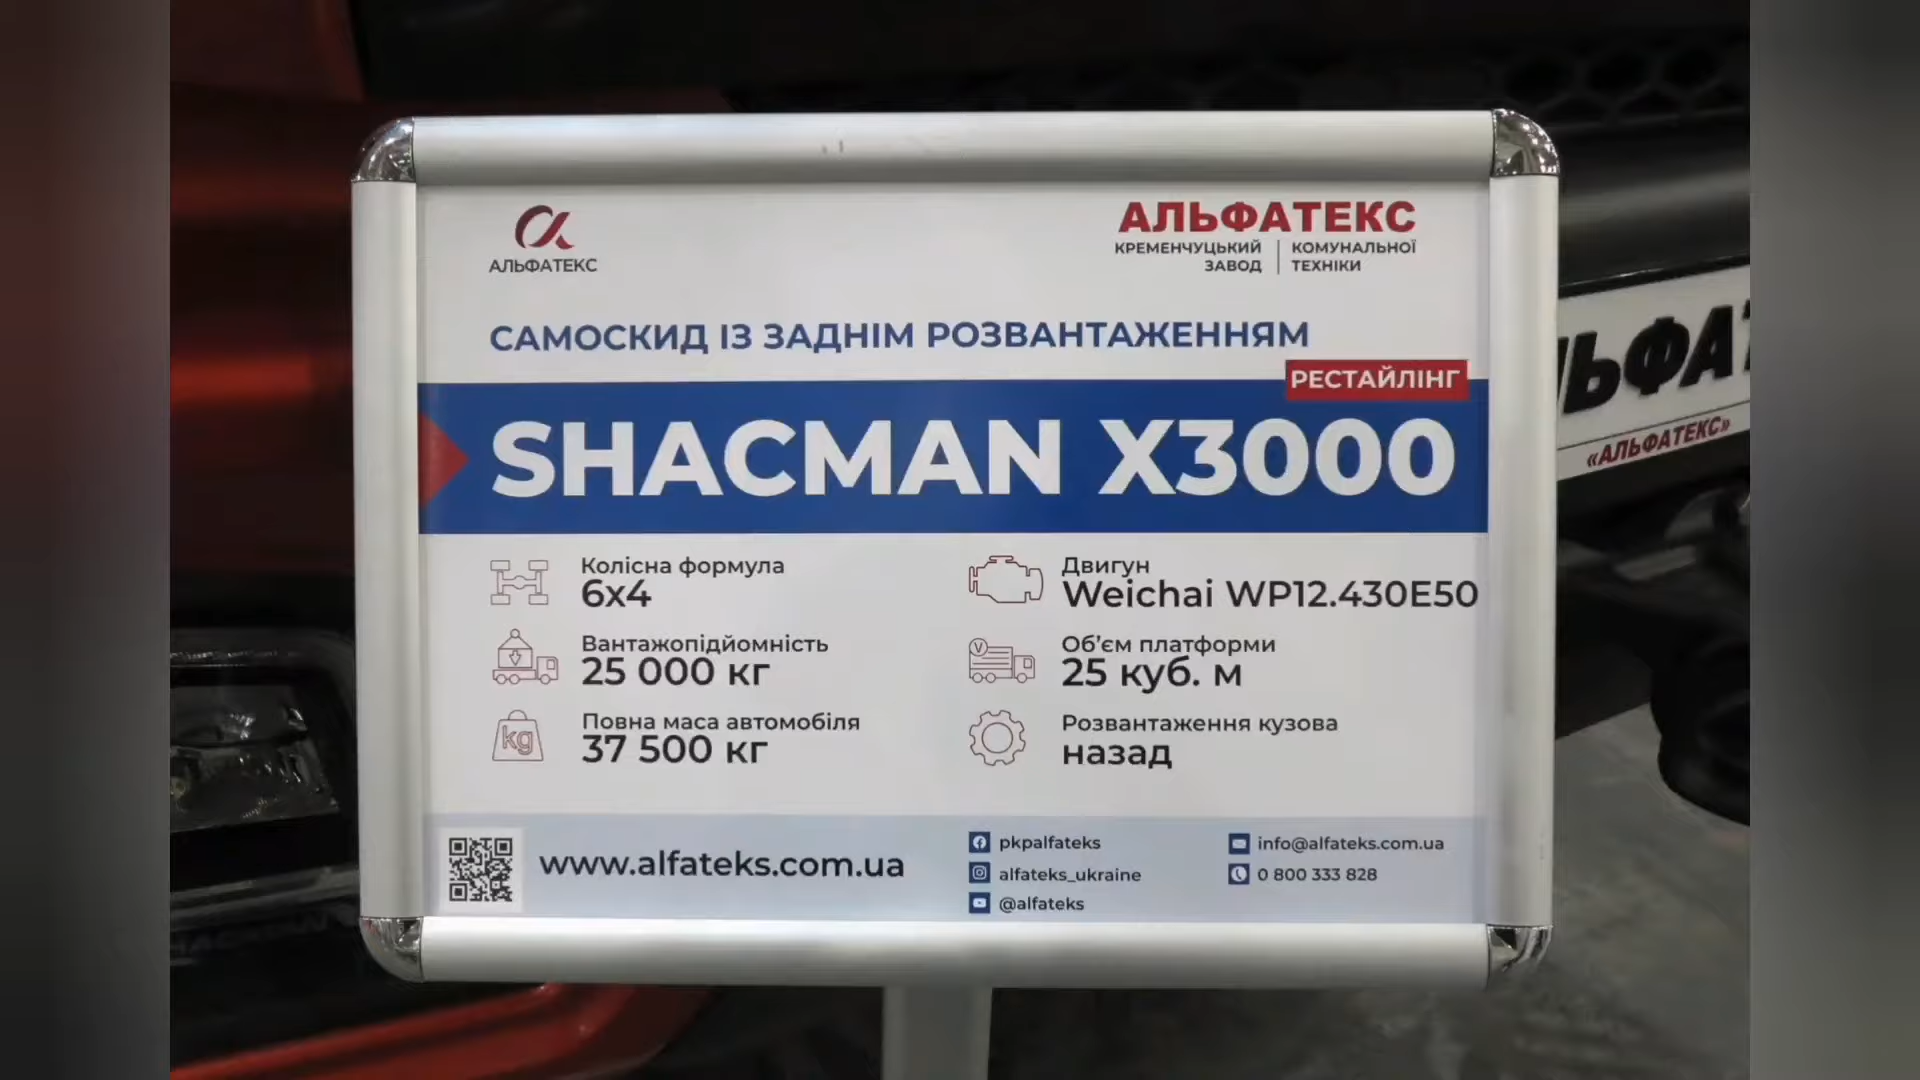 АЛЬФАТЕКС
АЛЬФАТЕКС
КРЕМЕНЧУЦЬКИЙ ЗАВОД
КОМУНАЛЬНОЇ ТЕХНІКИ
САМОСКИД ІЗ ЗАДНІМ РОЗВАНТАЖЕННЯМ
РЕСТАЙЛІНГ
SHACMAN X3000
Колісна формула
6x4
Вантажопідйомність
25 000 кг
Повна маса автомобіля
37 500 кг
Двигун
Weichai WP12.430E50
Об'єм платформи
25 куб. м
Розвантаження кузова
назад
kg
V
www.alfateks.com.ua
pkpalfateks
alfateks_ukraine
@alfateks
info@alfateks.com.ua
0 800 333 828
ЬФАТ
«АЛЬФАТЕКС»